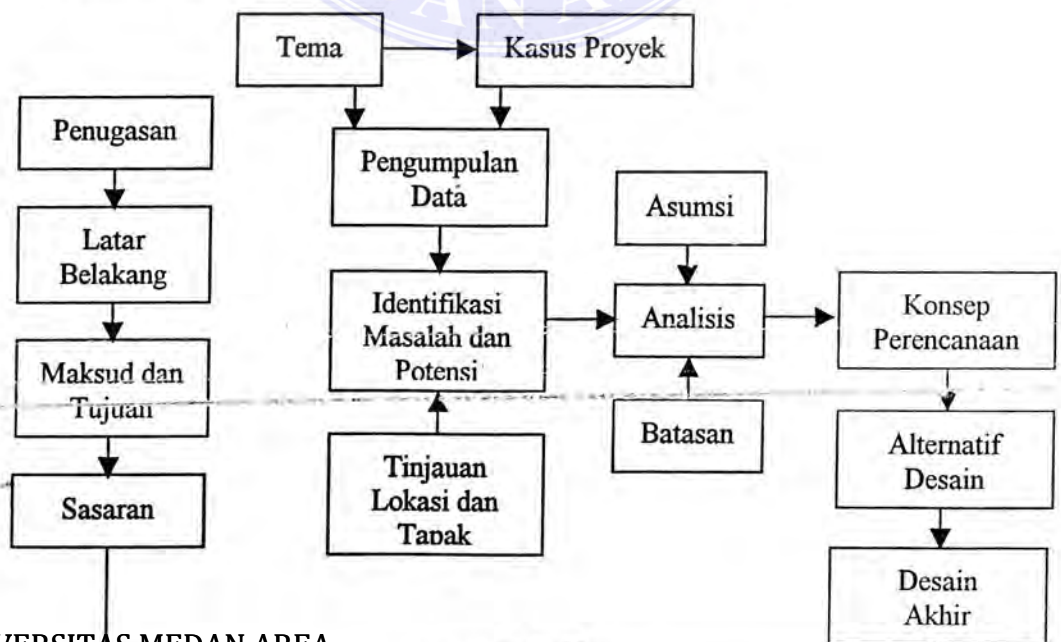 ANA
Tema
Kasus Proyek
Penugasan
Pengumpulan
Data
Latar
Belakang
Asumsi
Identifikasi
Masalah dan
Potensi
Analisis
Konsep
Perencanaan
Maksud dan
Tujuan
Batasan
Alternatif
Desain
Tinjauan
Lokasi dan
Tapak
Sasaran
Desain
Akhir
VERSITAS MEDAN AREA